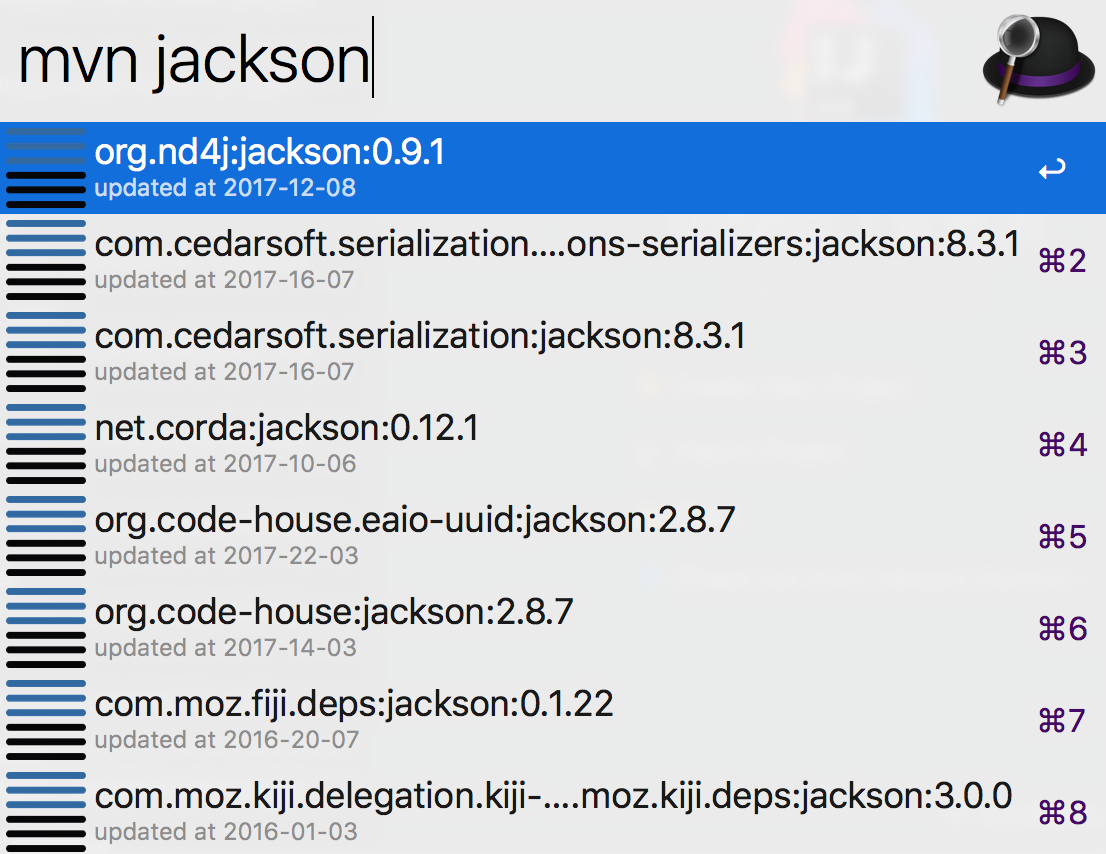 mvn jackson
org.nd4j:jackson:0.9.1
updated at 2017-12-08
com.cedarsoft.serialization....ons-serializers:jackson:8.3.1
⌘2
updated at 2017-16-07
com.cedarsoft.serialization:jackson:8.3.1
⌘3
updated at 2017-16-07
net.corda:jackson:0.12.1
⌘4
updated at 2017-10-06
org.code-house.eaio-uuid:jackson:2.8.7
⌘5
updated at 2017-22-03
org.code-house:jackson:2.8.7
⌘6
updated at 2017-14-03
com.moz.fiji.deps:jackson:0.1.22
⌘7
updated at 2016-20-07
com.moz.kiji.delegation.kiji-....moz.kiji.deps:jackson:3.0.0
⌘8
updated at 2016-01-03